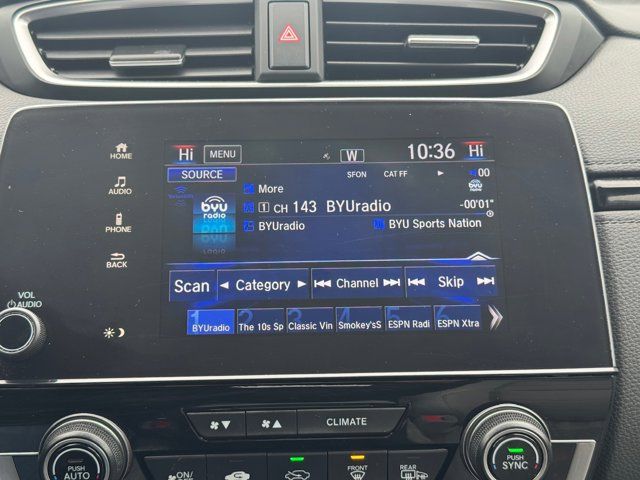 Hi MENU W 10:36 Hi
HOME
SOURCE SFON CAT FF 00
AUDIO
More
BYU radio
1 CH 143 BYUradio -00'01"
PHONE
BYUradio BYU Sports Nation
BACK
Scan Category Channel Skip
VOL
AUDIO
1 2 3 4 5 6
BYUradio The 10s Sp Classic Vin Smokey'sS ESPN Radi ESPN Xtra
CLIMATE
PUSH
AUTO
ON/
FRONT
REAR
PUSH
SYNC